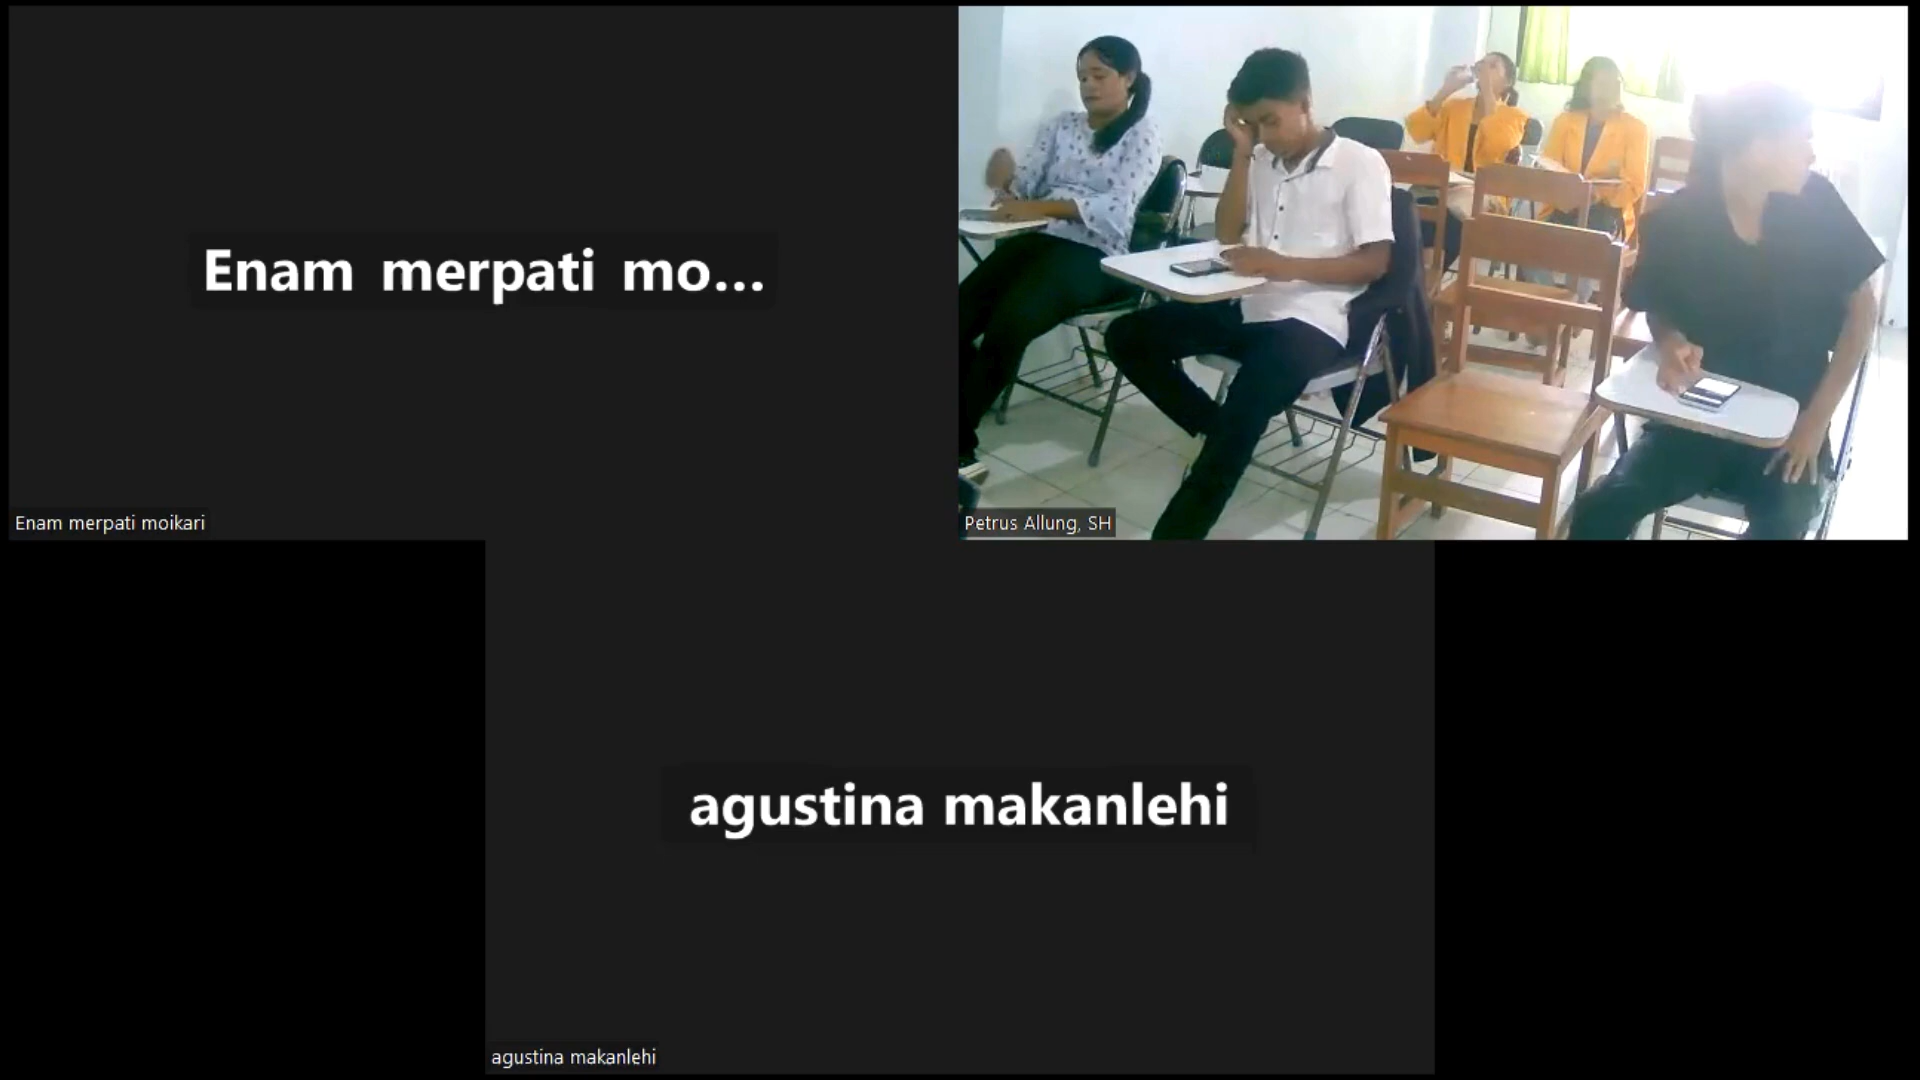 Enam merpati mo...
Enam merpati moikari
Petrus Allung, SH
agustina makanlehi
agustina makanlehi